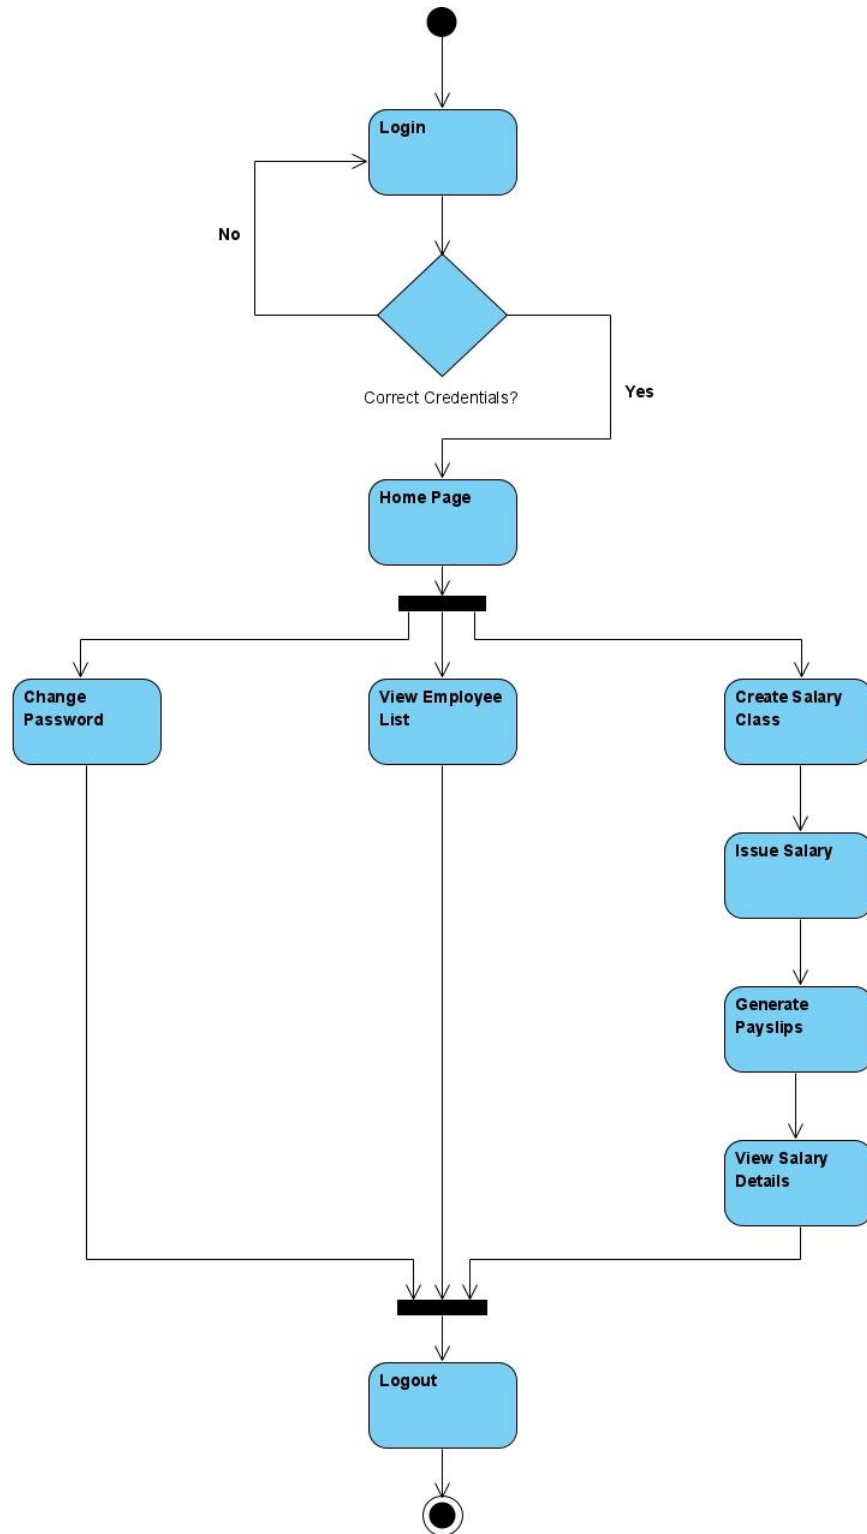 Login
No
Correct Credentials?
Yes
Home Page
Change
Password
View Employee
List
Create Salary
Class
Issue Salary
Generate
Payslips
View Salary
Details
Logout